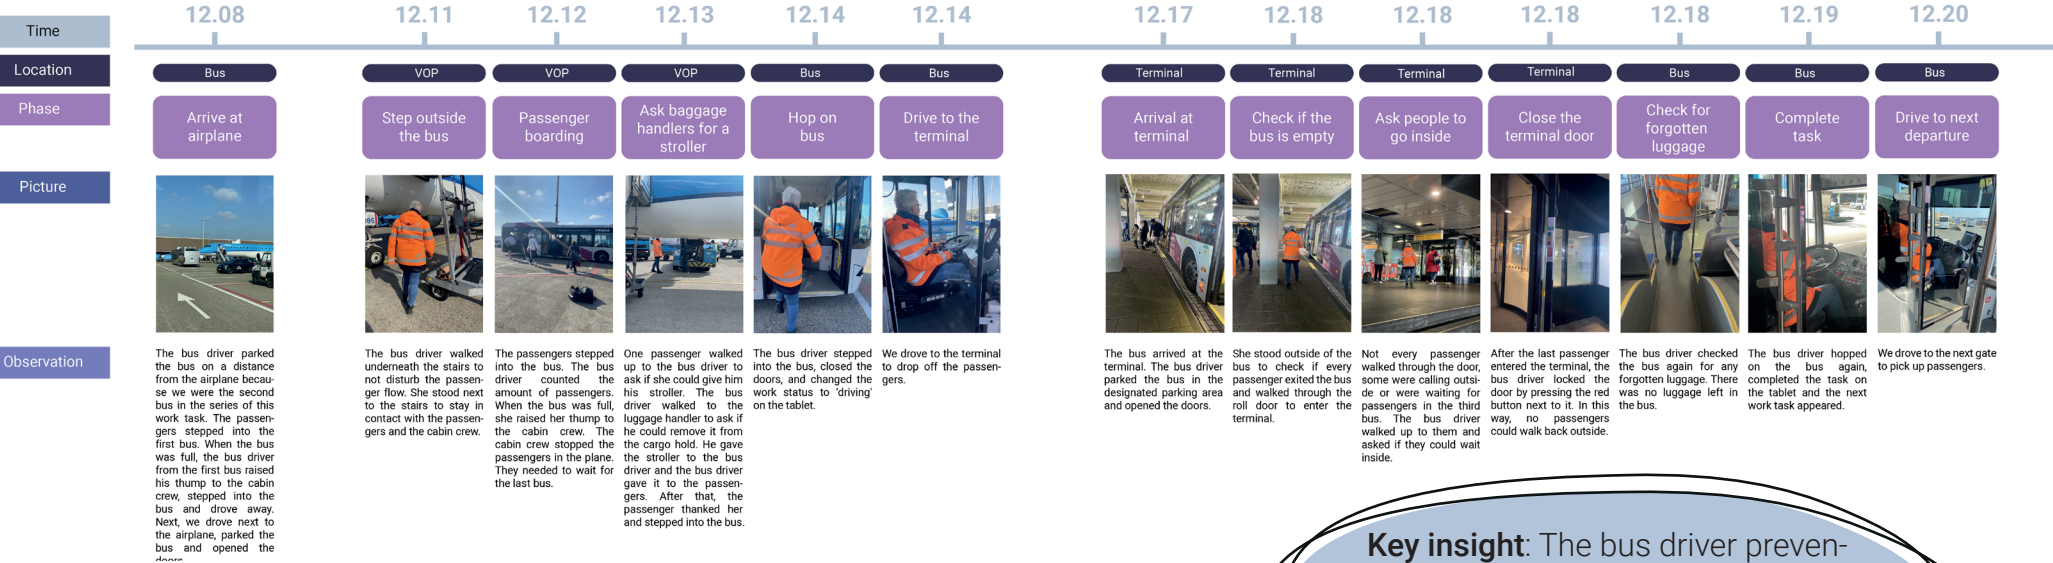 Time
12.08
12.11
12.12
12.13
12.14
12.14
12.17
12.18
12.18
12.18
12.18
12.19
12.20
Location
Bus
VOP
VOP
VOP
Bus
Bus
Terminal
Terminal
Terminal
Terminal
Bus
Bus
Bus
Phase
Arrive at
airplane
Step outside
the bus
Passenger
boarding
Ask baggage
handlers for a
stroller
Hop on
bus
Drive to the
terminal
Arrival at
terminal
Check if the
bus is empty
Ask people to
go inside
Close the
terminal door
Check for
forgotten
luggage
Complete
task
Drive to next
departure
Picture
Observation
The bus driver parked
the bus on a distance
from the airplane becau-
se we were the second
bus in the series of this
work task. The passen-
gers stepped into the
first bus. When the bus
was full, the bus driver
from the first bus raised
his thump to the cabin
crew, stepped into the
bus and drove away.
Next, we drove next to
the airplane, parked the
bus and opened the
doors.
The bus driver walked
underneath the stairs to
not disturb the passen-
ger flow. She stood next
to the stairs to stay in
contact with the passen-
gers and the cabin crew.
The passengers stepped
into the bus. The bus
driver counted the
amount of passengers.
When the bus was full,
she raised her thump to
the cabin crew. The
cabin crew stopped the
passengers in the plane.
They needed to wait for
the last bus.
One passenger walked
up to the bus driver to
ask if she could give him
his stroller. The bus
driver walked to the
luggage handler to ask if
he could remove it from
the cargo hold. He gave
the stroller to the bus
driver and the bus driver
gave it to the passen-
gers. After that, the
passenger thanked her
and stepped into the bus.
The bus driver stepped
into the bus, closed the
doors, and changed the
work status to 'driving'
on the tablet.
We drove to the terminal
to drop off the passen-
gers.
The bus arrived at the
terminal. The bus driver
parked the bus in the
designated parking area
and opened the doors.
She stood outside of the
bus to check if every
passenger exited the bus
and walked through the
roll door to enter the
terminal.
Not every passenger
walked through the door,
some were calling outsi-
de or were waiting for
passengers in the third
bus. The bus driver
walked up to them and
asked if they could wait
inside.
After the last passenger
entered the terminal, the
bus driver locked the
door by pressing the red
button next to it. In this
way, no passengers
could walk back outside.
The bus driver checked
the bus again for any
forgotten luggage. There
was no luggage left in
the bus.
The bus driver hopped
on the bus again,
completed the task on
the tablet and the next
work task appeared.
We drove to the next gate
to pick up passengers.
Key insight: The bus driver preven-